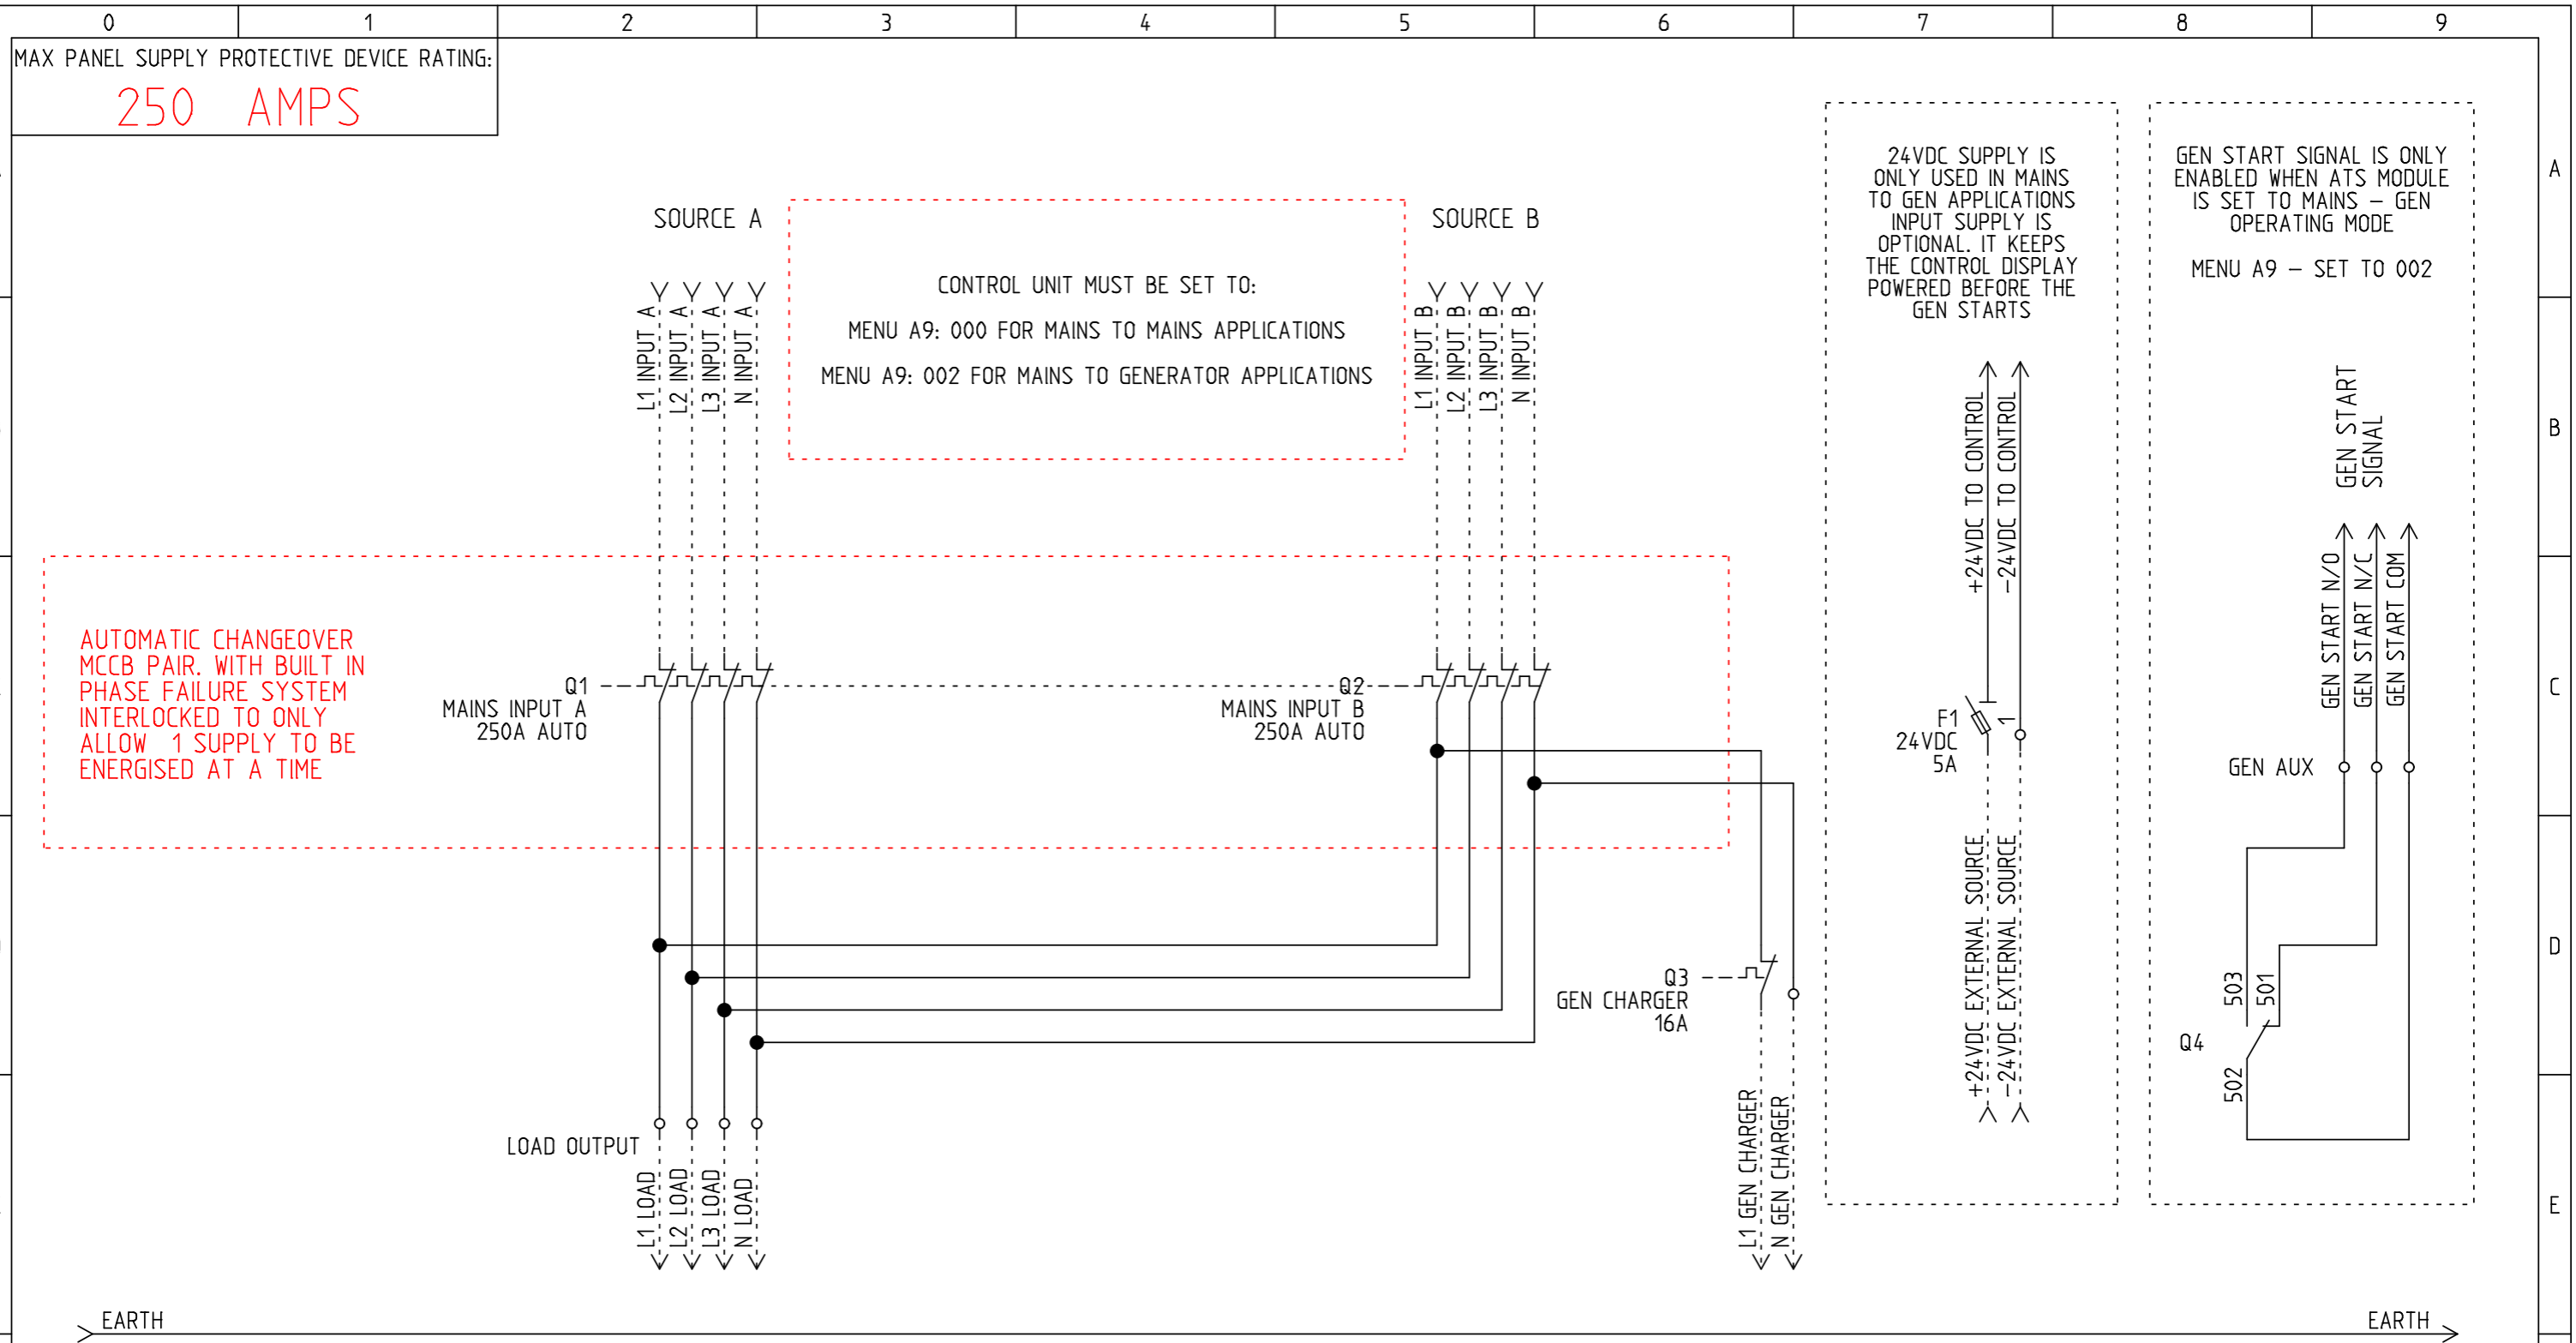 0 1 2 3 4 5 6 7 8 9
MAX PANEL SUPPLY PROTECTIVE DEVICE RATING:
250 AMPS
SOURCE A
SOURCE B
CONTROL UNIT MUST BE SET TO:
MENU A9: 000 FOR MAINS TO MAINS APPLICATIONS
MENU A9: 002 FOR MAINS TO GENERATOR APPLICATIONS
L1 INPUT A
L2 INPUT A
L3 INPUT A
N INPUT A
L1 INPUT B
L2 INPUT B
L3 INPUT B
N INPUT B
24VDC SUPPLY IS
ONLY USED IN MAINS
TO GEN APPLICATIONS
INPUT SUPPLY IS
OPTIONAL. IT KEEPS
THE CONTROL DISPLAY
POWERED BEFORE THE
GEN STARTS
GEN START SIGNAL IS ONLY
ENABLED WHEN ATS MODULE
IS SET TO MAINS – GEN
OPERATING MODE
MENU A9 – SET TO 002
A
B
C
D
E
+24VDC TO CONTROL
-24VDC TO CONTROL
GEN START
SIGNAL
GEN START N/O
GEN START N/C
GEN START COM
AUTOMATIC CHANGEOVER
MCCB PAIR. WITH BUILT IN
PHASE FAILURE SYSTEM
INTERLOCKED TO ONLY
ALLOW 1 SUPPLY TO BE
ENERGISED AT A TIME
Q1
MAINS INPUT A
250A AUTO
Q2
MAINS INPUT B
250A AUTO
F1
24VDC
5A
1
GEN AUX
+24VDC EXTERNAL SOURCE
-24VDC EXTERNAL SOURCE
Q3
GEN CHARGER
16A
503
501
Q4
502
LOAD OUTPUT
L1 LOAD
L2 LOAD
L3 LOAD
N LOAD
L1 GEN CHARGER
N GEN CHARGER
EARTH
EARTH